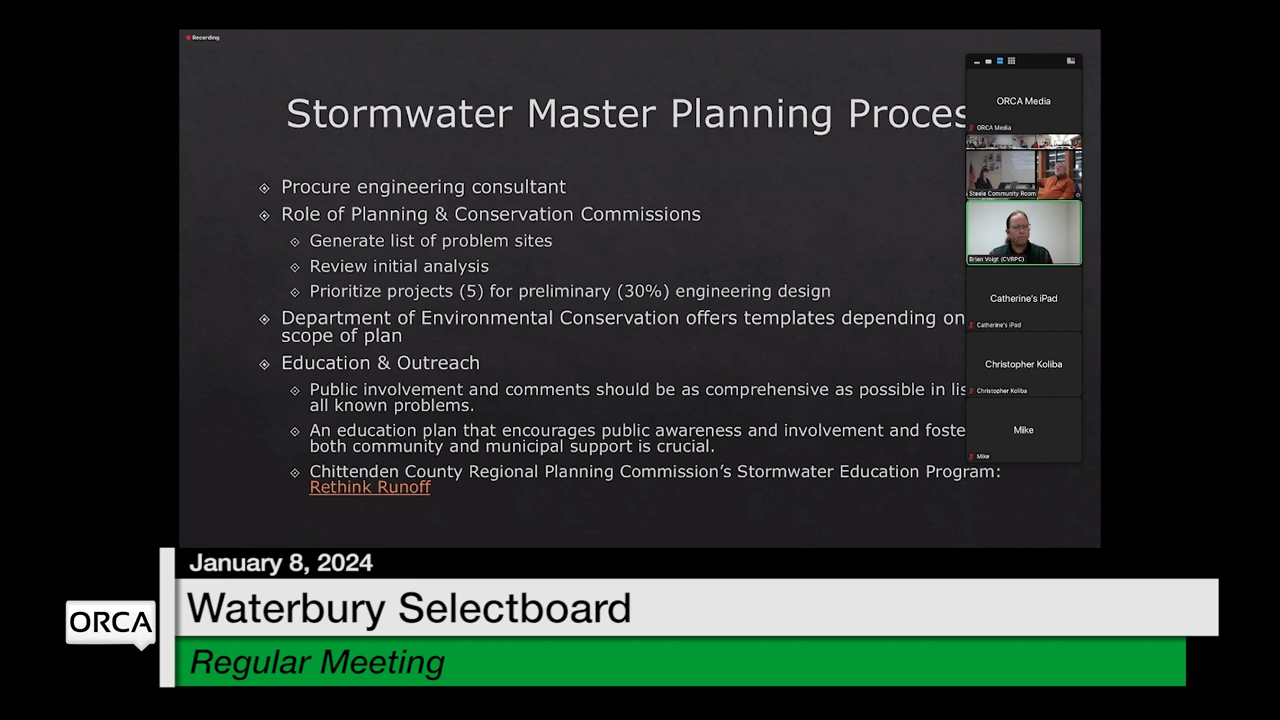 Recording
Stormwater Master Planning Proces
ORCA Media
ORCA Media
Procure engineering consultant
Steele Community Room
Role of Planning & Conservation Commissions
Generate list of problem sites
Review initial analysis
Brian Voigt (CVRPC)
Prioritize projects (5) for preliminary (30%) engineering design
Catherine's iPad
Catherine's iPad
Department of Environmental Conservation offers templates depending on
scope of plan
Education & Outreach
Christopher Koliba
Christopher Koliba
Public involvement and comments should be as comprehensive as possible in lis
all known problems.
An education plan that encourages public awareness and involvement and foste
both community and municipal support is crucial.
Mike
Mike
Chittenden County Regional Planning Commission's Stormwater Education Program:
Rethink Runoff
January 8, 2024
Waterbury Selectboard
ORCA
Regular Meeting